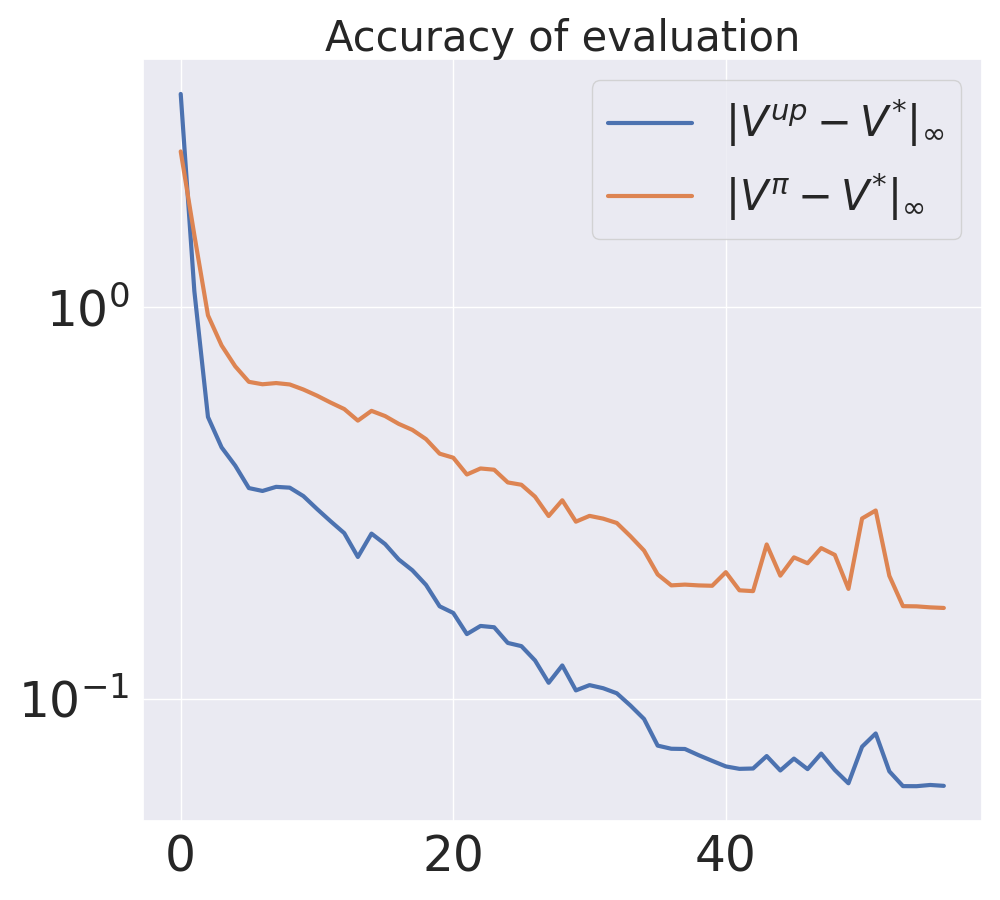 Accuracy of evaluation
|V^{up} − V^*|_∞
|V^π − V^*|_∞
10^0
10^{−1}
0 20 40